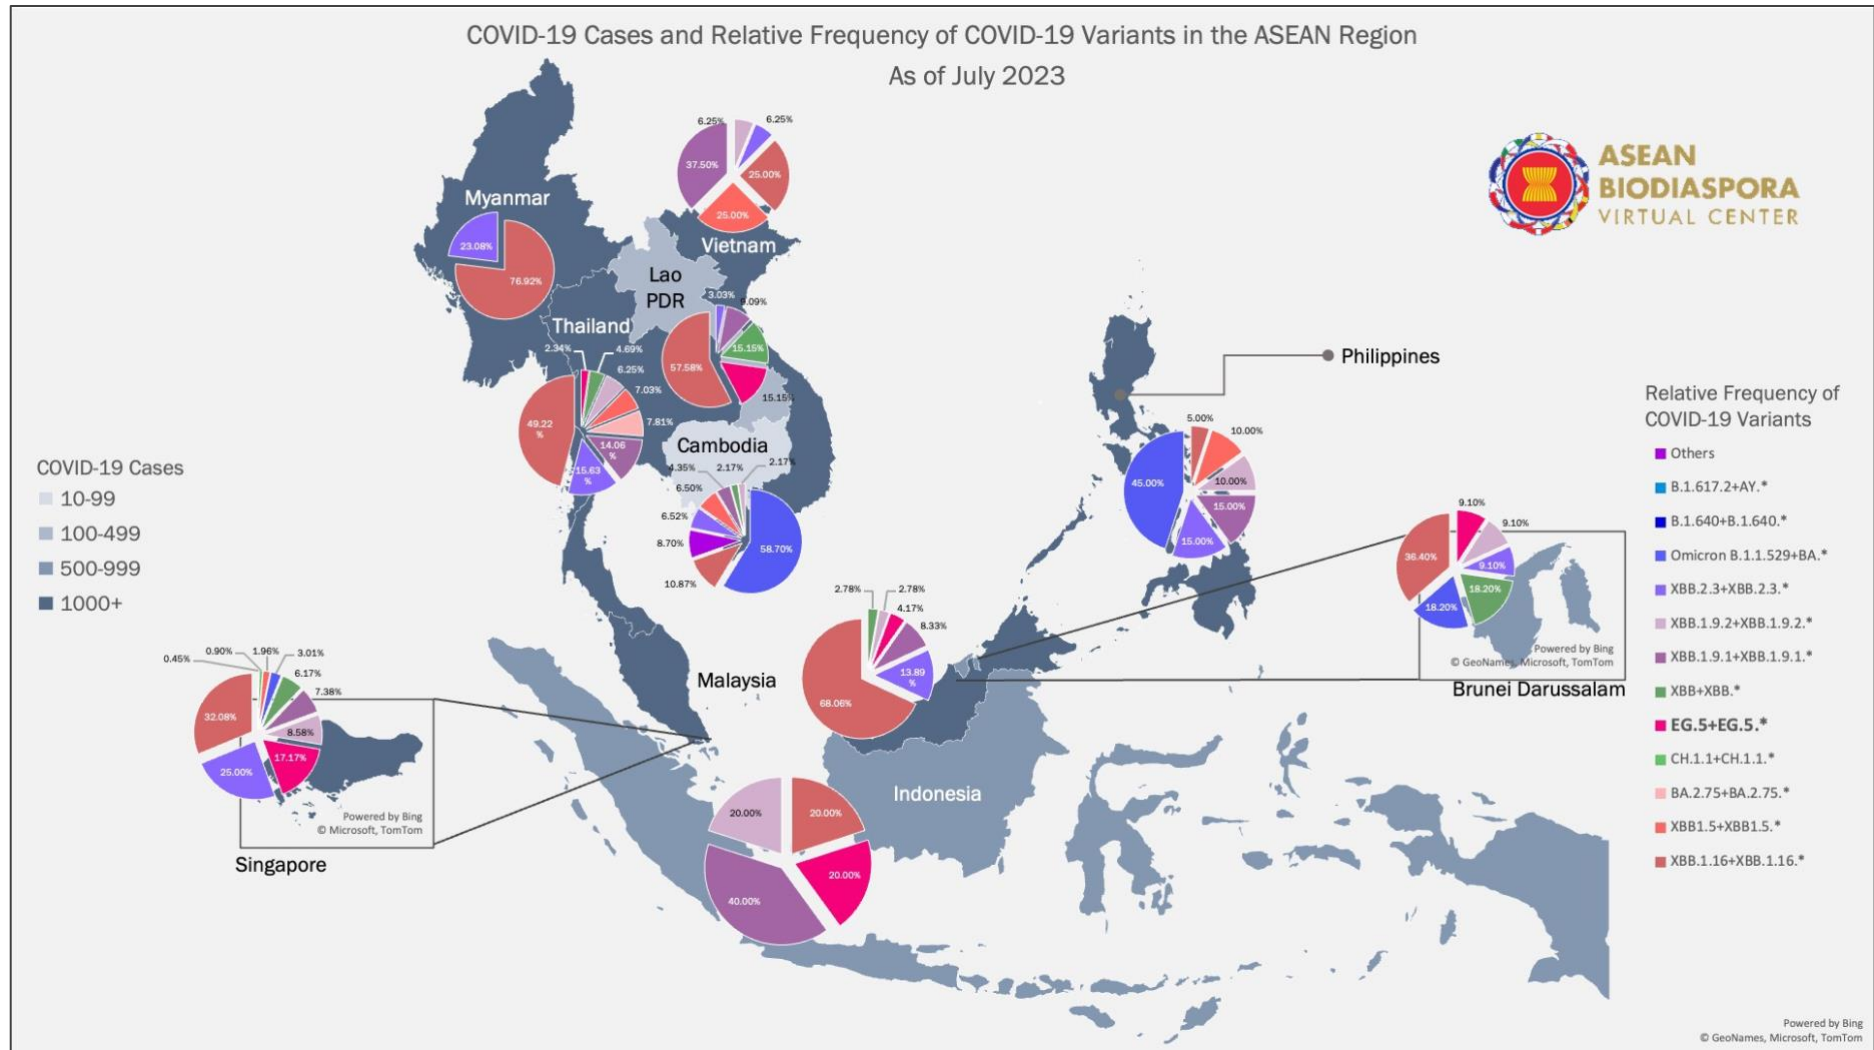 COVID-19 Cases and Relative Frequency of COVID-19 Variants in the ASEAN Region
As of July 2023
ASEAN
BIODIASPORA
VIRTUAL CENTER
6.25%
6.25%
37.50%
25.00%
25.00%
Vietnam
Myanmar
23.08%
76.92%
Lao
PDR
3.03%
9.09%
15.15%
57.58%
15.15%
Thailand
2.34%
4.69%
6.25%
7.03%
7.81%
49.22
%
14.06
%
15.63
%
Cambodia
4.35%
2.17%
2.17%
6.50%
6.52%
8.70%
10.87%
58.70%
Philippines
5.00%
10.00%
45.00%
10.00%
15.00%
15.00%
9.10%
9.10%
36.40%
9.10%
18.20%
18.20%
Powered by Bing
© GeoNames, Microsoft, TomTom
Brunei Darussalam
Malaysia
2.78%
2.78%
4.17%
8.33%
13.89
%
68.06%
0.45%
0.90%
1.96%
3.01%
6.17%
7.38%
32.08%
8.58%
17.17%
25.00%
Powered by Bing
© Microsoft, TomTom
Singapore
Indonesia
20.00%
20.00%
20.00%
40.00%
COVID-19 Cases
10-99
100-499
500-999
1000+
Relative Frequency of
COVID-19 Variants
Others
B.1.617.2+AY.*
B.1.640+B.1.640.*
Omicron B.1.1.529+BA.*
XBB.2.3+XBB.2.3.*
XBB.1.9.2+XBB.1.9.2.*
XBB.1.9.1+XBB.1.9.1.*
XBB+XBB.*
EG.5+EG.5.*
CH.1.1+CH.1.1.*
BA.2.75+BA.2.75.*
XBB1.5+XBB1.5.*
XBB.1.16+XBB.1.16.*
Powered by Bing
© GeoNames, Microsoft, TomTom